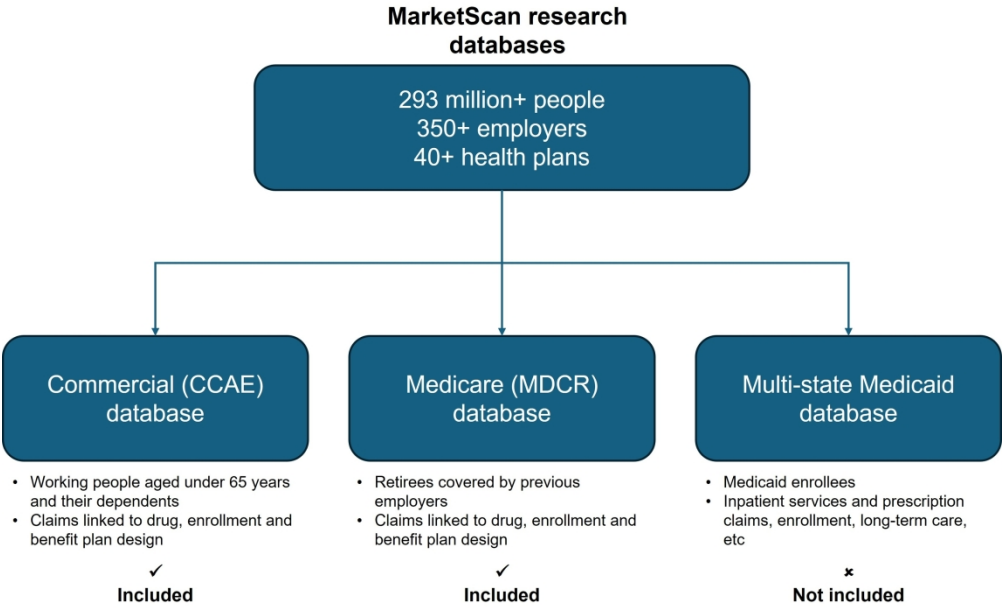 MarketScan research
databases
293 million+ people
350+ employers
40+ health plans
Commercial (CCAE)
database
Medicare (MDCR)
database
Multi-state Medicaid
database
• Working people aged under 65 years
and their dependents
• Claims linked to drug, enrollment and
benefit plan design
• Retirees covered by previous
employers
• Claims linked to drug, enrollment and
benefit plan design
• Medicaid enrollees
• Inpatient services and prescription
claims, enrollment, long-term care,
etc
✓
Included
✓
Included
×
Not included